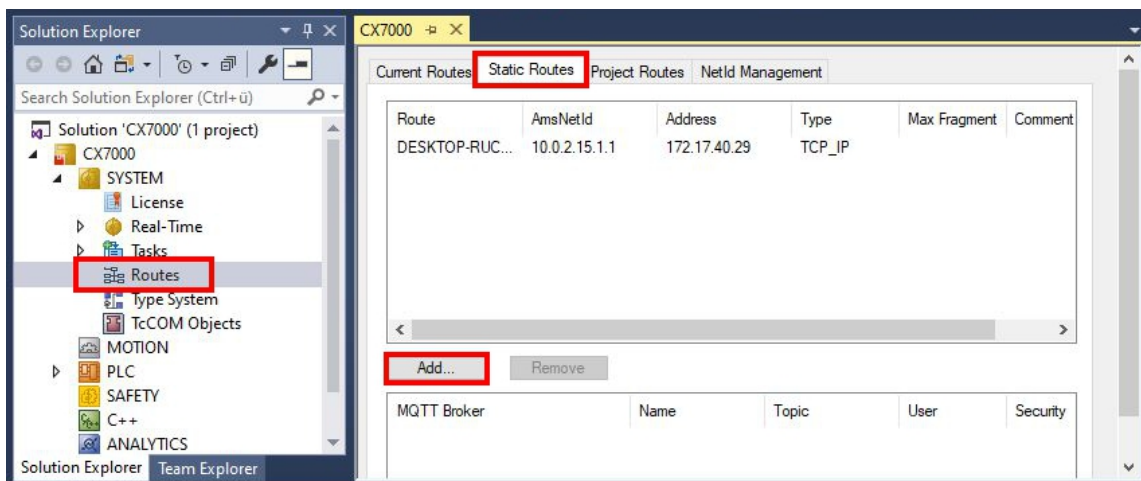 Solution Explorer
Search Solution Explorer (Ctrl+ü)
Solution 'CX7000' (1 project)
CX7000
SYSTEM
License
Real-Time
Tasks
Routes
Type System
TcCOM Objects
MOTION
PLC
SAFETY
C++
ANALYTICS
Solution Explorer Team Explorer
CX7000
Current Routes Static Routes Project Routes NetId Management
Route AmsNetId Address Type Max Fragment Comment
DESKTOP-RUC... 10.0.2.15.1.1 172.17.40.29 TCP_IP
Add... Remove
MQTT Broker Name Topic User Security